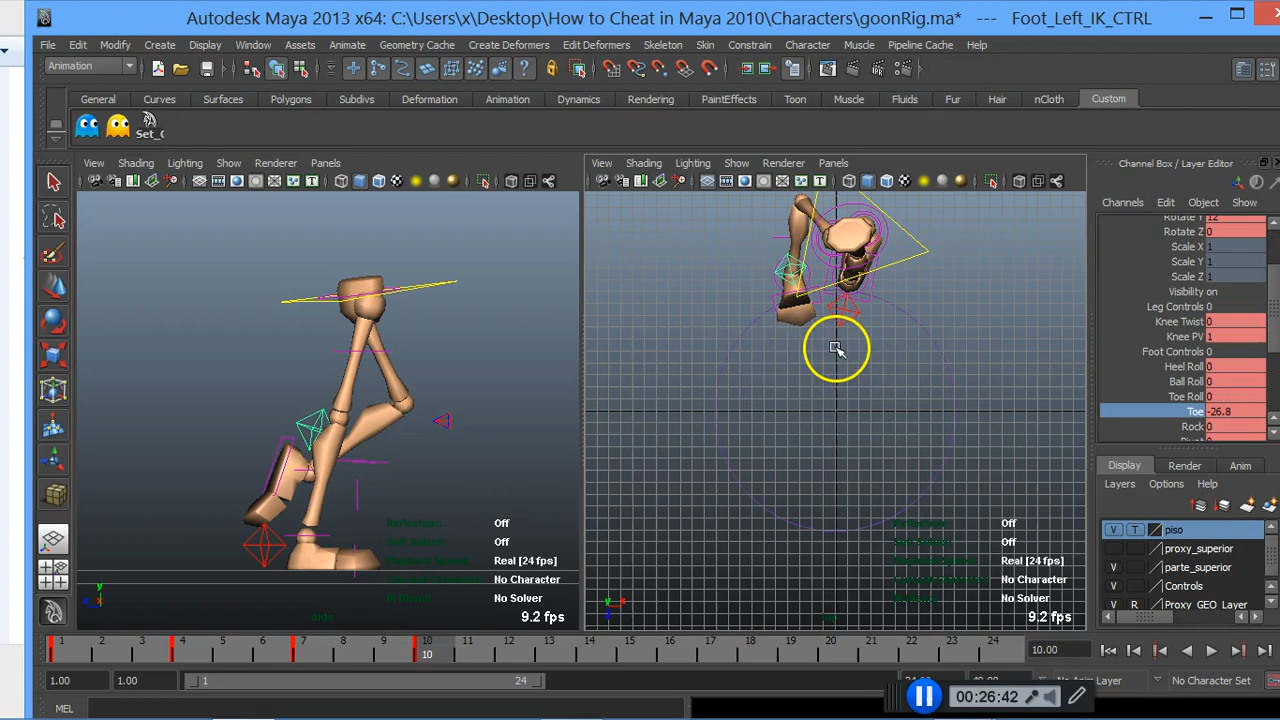 Autodesk Maya 2013 x64: C:\Users\x\Desktop\How to Cheat in Maya 2010\Characters\goonRig.ma* --- Foot_Left_IK_CTRL
File Edit Modify Create Display Window Assets Animate Geometry Cache Create Deformers Edit Deformers Skeleton Skin Constrain Character Muscle Pipeline Cache Help
Animation
General Curves Surfaces Polygons Subdivs Deformation Animation Dynamics Rendering PaintEffects Toon Muscle Fluids Fur Hair nCloth Custom
Set_
View Shading Lighting Show Renderer Panels
View Shading Lighting Show Renderer Panels
Channel Box / Layer Editor
Channels Edit Object Show
Rotate Y 12
Rotate Z 0
Scale X 1
Scale Y 1
Scale Z 1
Visibility on
Leg Controls 0
Knee Twist 0
Knee PV 1
Foot Controls 0
Heel Roll 0
Ball Roll 0
Toe Roll 0
Toe -26.8
Rock 0
Display Render Anim
Layers Options Help
V T piso
proxy_superior
V parte_superior
V Controls
V R Proxy_GEO_Layer
Off
Off
Real [24 fps]
No Character
No Solver
side 9.2 fps
Off
Off
Real [24 fps]
No Character
No Solver
top 9.2 fps
1 2 3 4 5 6 7 8 9 10 14 15 16 17 18 19 20 21 22 23 24
10
10.00
1.00 1.00 1 24
No Character Set
MEL
00:26:42